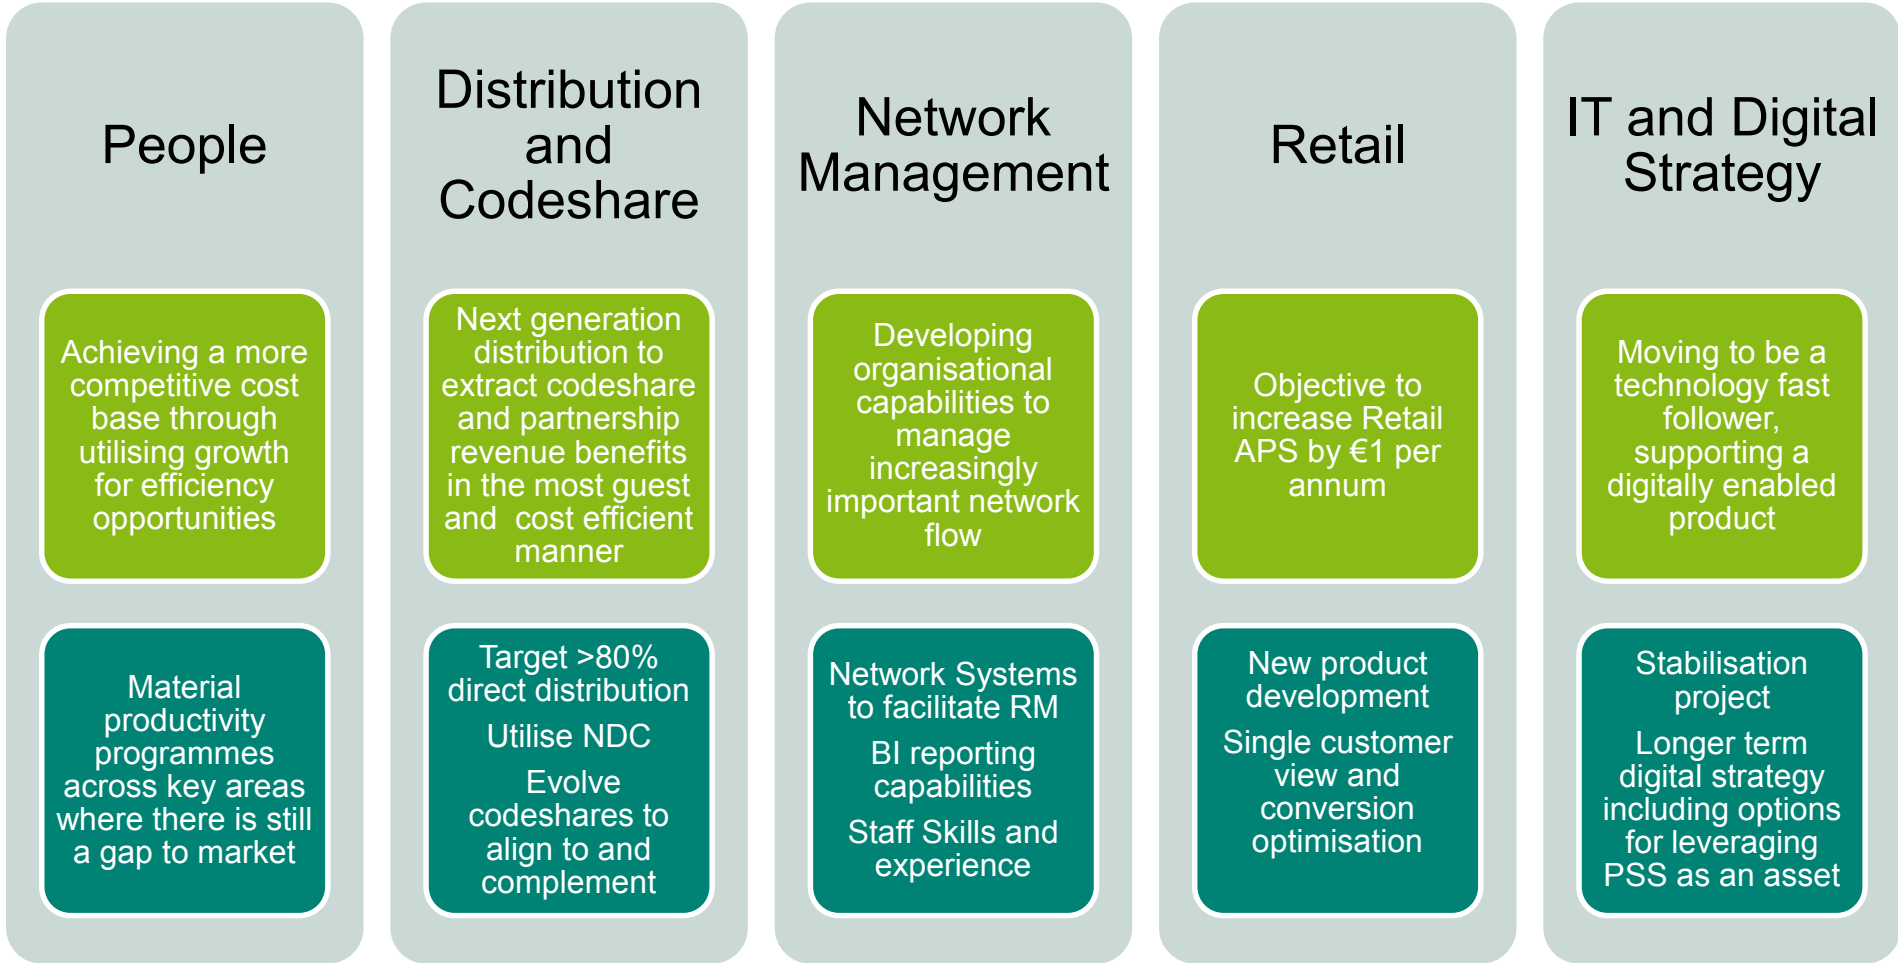 People
Achieving a more
competitive cost
base through
utilising growth
for efficiency
opportunities
Material
productivity
programmes
across key areas
where there is still
a gap to market
Distribution
and
Codeshare
Next generation
distribution to
extract codeshare
and partnership
revenue benefits
in the most guest
and cost efficient
manner
Target >80%
direct distribution
Utilise NDC
Evolve
codeshares to
align to and
complement
Network
Management
Developing
organisational
capabilities to
manage
increasingly
important network
flow
Network Systems
to facilitate RM
BI reporting
capabilities
Staff Skills and
experience
Retail
Objective to
increase Retail
APS by €1 per
annum
New product
development
Single customer
view and
conversion
optimisation
IT and Digital
Strategy
Moving to be a
technology fast
follower,
supporting a
digitally enabled
product
Stabilisation
project
Longer term
digital strategy
including options
for leveraging
PSS as an asset